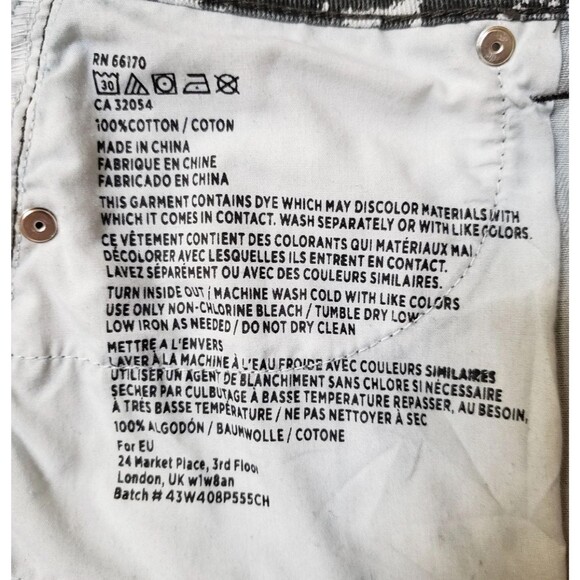 RN 66170
30
CA 32054
100%COTTON / COTON
MADE IN CHINA
FABRIQUE EN CHINE
FABRICADO EN CHINA
THIS GARMENT CONTAINS DYE WHICH MAY DISCOLOR MATERIALS WITH
WHICH IT COMES IN CONTACT. WASH SEPARATELY OR WITH LIKE COLORS.
CE VÊTEMENT CONTIENT DES COLORANTS QUI MATÉRIAUX MAI
DÉCOLORER AVEC LESQUELLES ILS ENTRENT EN CONTACT.
LAVEZ SÉPARÉMENT OU AVEC DES COULEURS SIMILAIRES.
TURN INSIDE OUT / MACHINE WASH COLD WITH LIKE COLORS
USE ONLY NON-CHLORINE BLEACH / TUMBLE DRY LOW
LOW IRON AS NEEDED / DO NOT DRY CLEAN
METTRE A L'ENVERS
LAVER À LA MACHINE À L'EAU FROIDE AVEC COULEURS SIMILAIRES
UTILISER UN AGENT DE BLANCHIMENT SANS CHLORE SI NÉCESSAIRE
SÉCHER PAR CULBUTAGE À BASSE TEMPERATURE REPASSER, AU BESOIN,
À TRÈS BASSE TEMPÉRATURE / NE PAS NETTOYER À SEC
100% ALGODÓN / BAUMWOLLE / COTONE
For EU
24 Market Place, 3rd Floor
London, UK w1w8an
Batch # 43W408P555CH